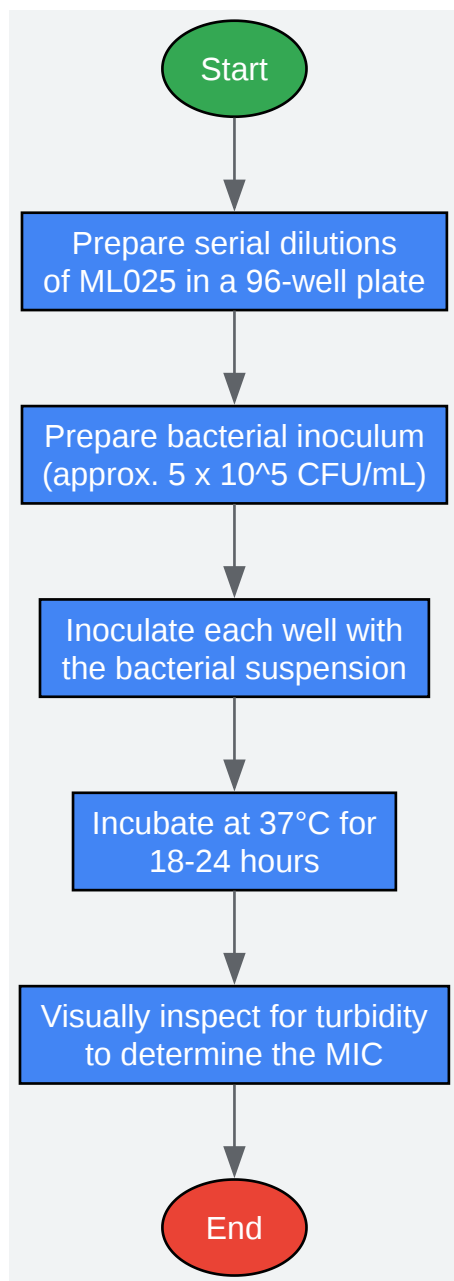 Start
Prepare serial dilutions
of ML025 in a 96-well plate
Prepare bacterial inoculum
(approx. 5 x 10^5 CFU/mL)
Inoculate each well with
the bacterial suspension
Incubate at 37°C for
18-24 hours
Visually inspect for turbidity
to determine the MIC
End